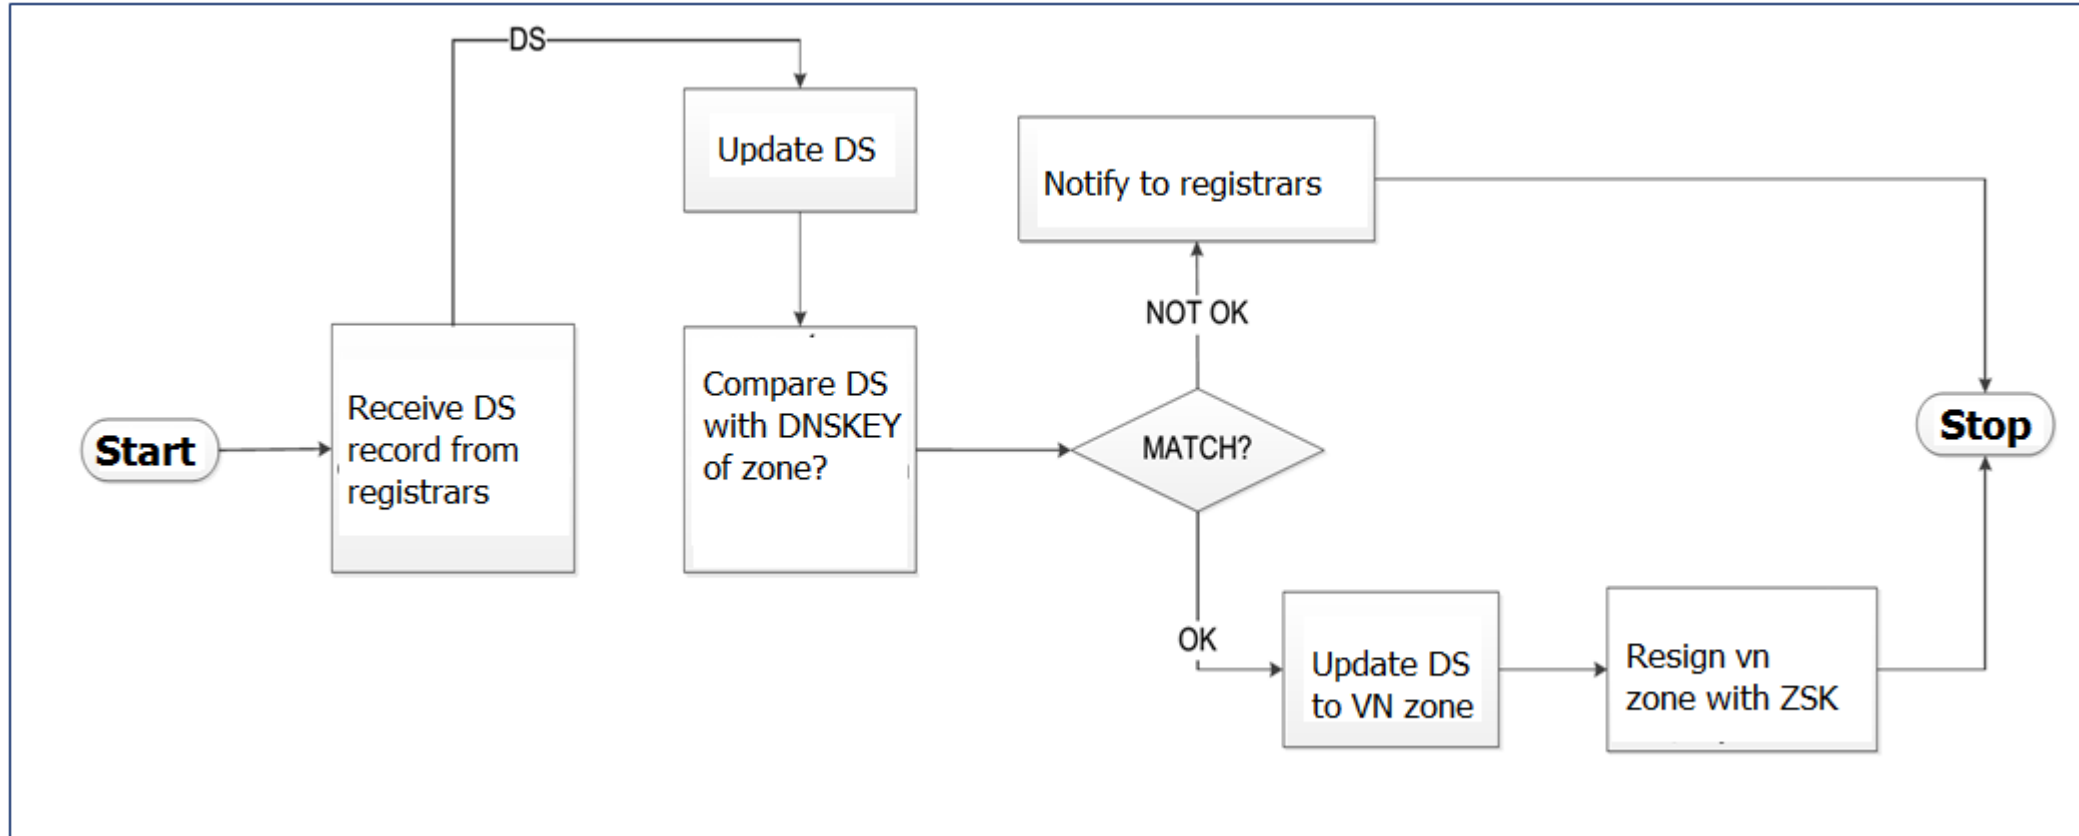 DS
Update DS
Notify to registrars
NOT OK
Start
Receive DS
record from
registrars
Compare DS
with DNSKEY
of zone?
MATCH?
Stop
OK
Update DS
to VN zone
Resign vn
zone with ZSK